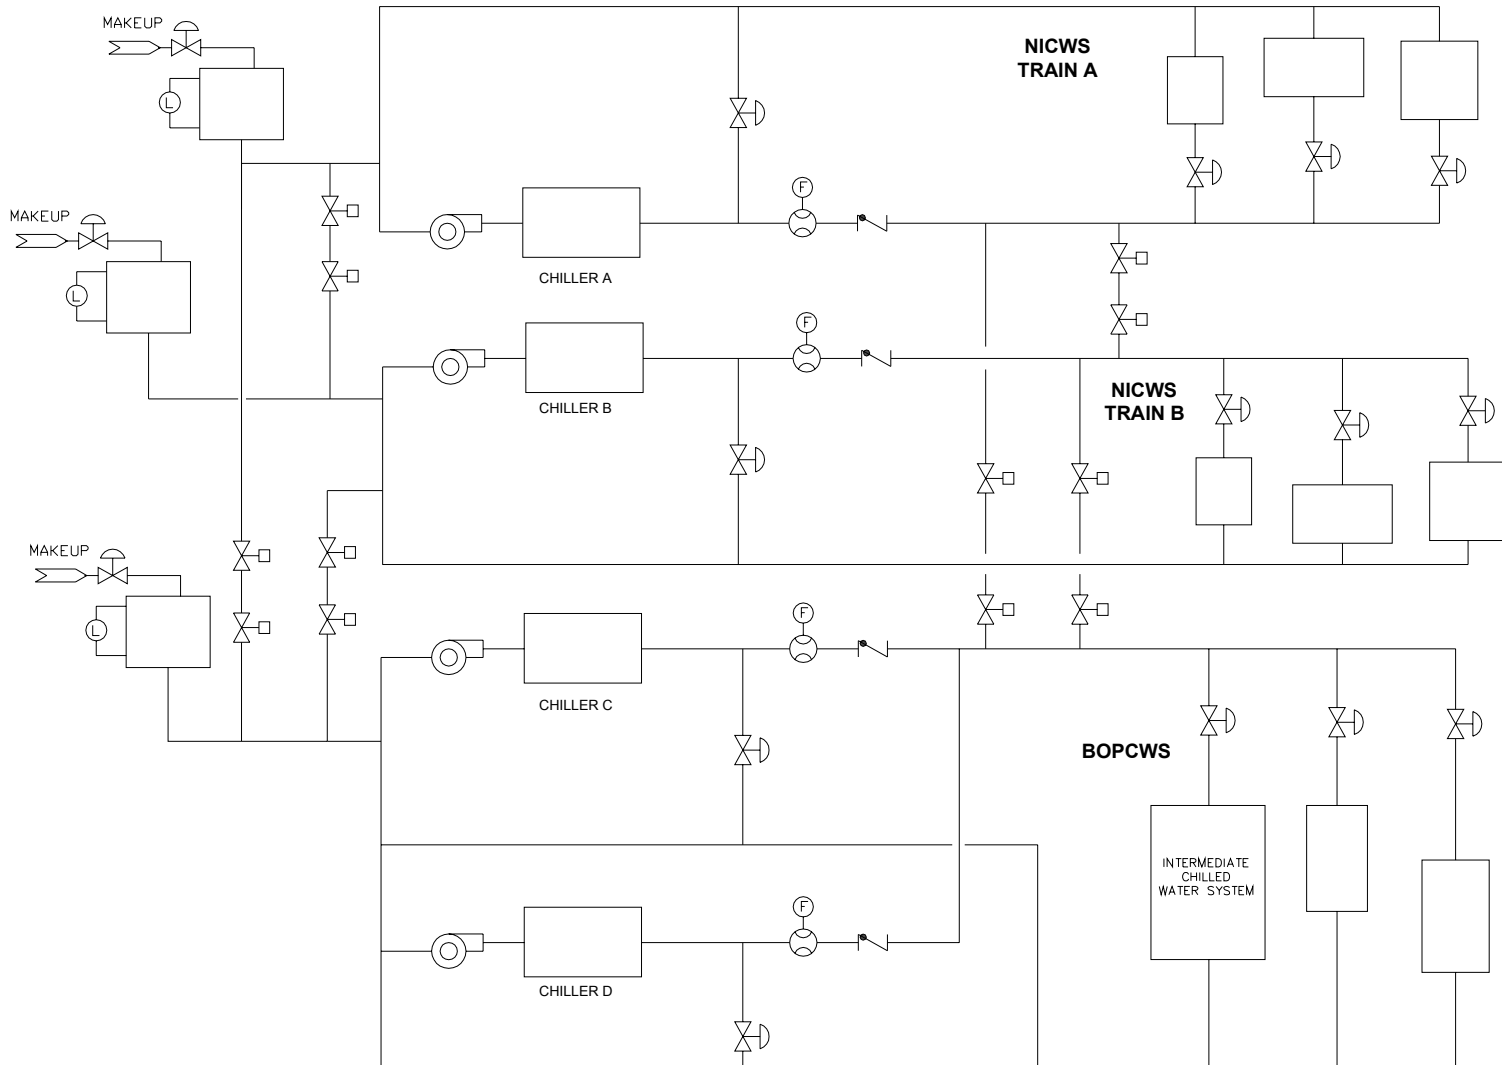 MAKEUP
NICWS
TRAIN A
L
F
MAKEUP
CHILLER A
L
F
NICWS
TRAIN B
CHILLER B
MAKEUP
L
F
CHILLER C
BOPCWS
INTERMEDIATE
CHILLED
WATER SYSTEM
F
CHILLER D